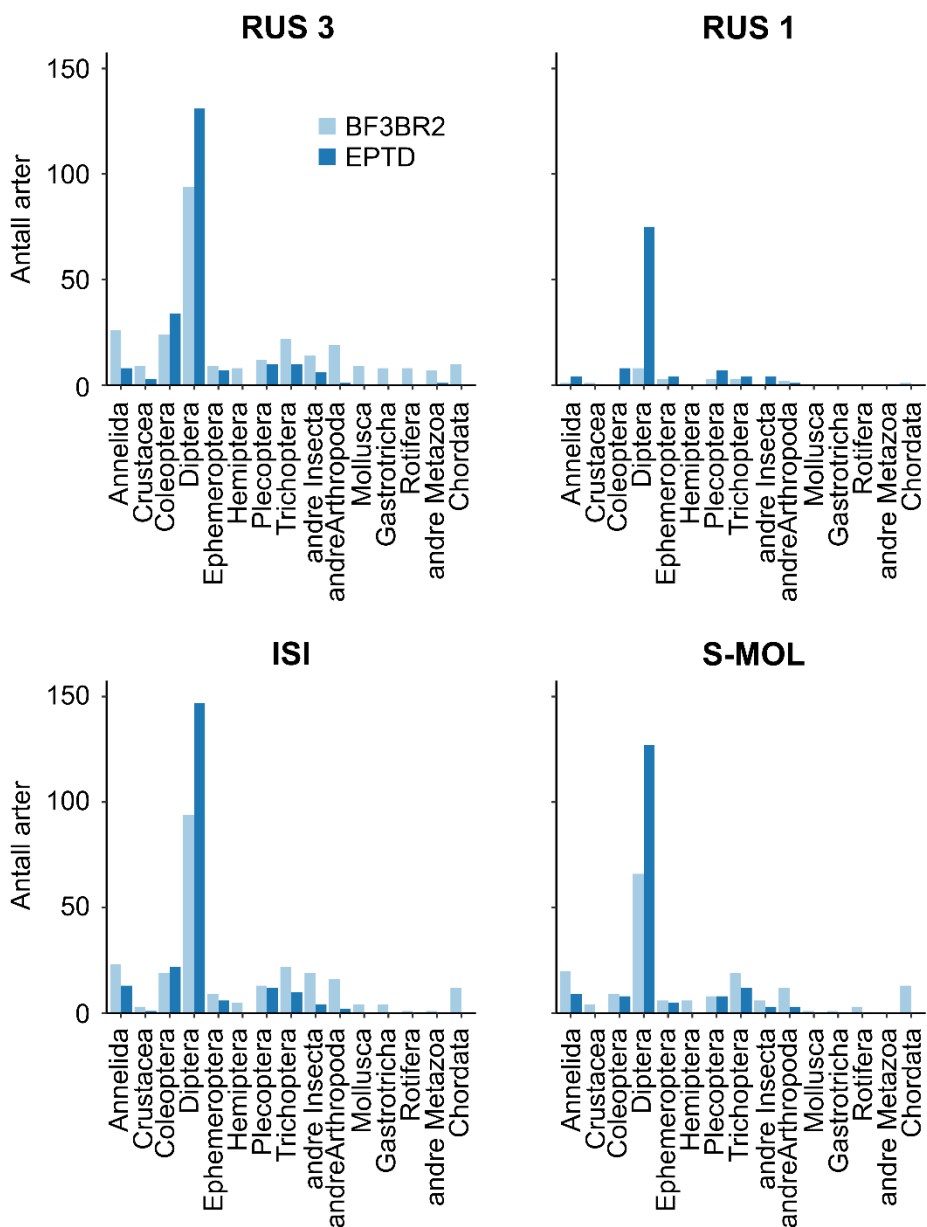 RUS 3
RUS 1
Antall arter
150
100
50
0
BF3BR2
EPTD
Annelida
Crustacea
Coleoptera
Diptera
Ephemeroptera
Hemiptera
Plecoptera
Trichoptera
andre Insecta
andreArthropoda
Mollusca
Gastrotricha
Rotifera
andre Metazoa
Chordata
Annelida
Crustacea
Coleoptera
Diptera
Ephemeroptera
Hemiptera
Plecoptera
Trichoptera
andre Insecta
andreArthropoda
Mollusca
Gastrotricha
Rotifera
andre Metazoa
Chordata
ISI
S-MOL
Antall arter
150
100
50
0
Annelida
Crustacea
Coleoptera
Diptera
Ephemeroptera
Hemiptera
Plecoptera
Trichoptera
andre Insecta
andreArthropoda
Mollusca
Gastrotricha
Rotifera
andre Metazoa
Chordata
Annelida
Crustacea
Coleoptera
Diptera
Ephemeroptera
Hemiptera
Plecoptera
Trichoptera
andre Insecta
andreArthropoda
Mollusca
Gastrotricha
Rotifera
andre Metazoa
Chordata